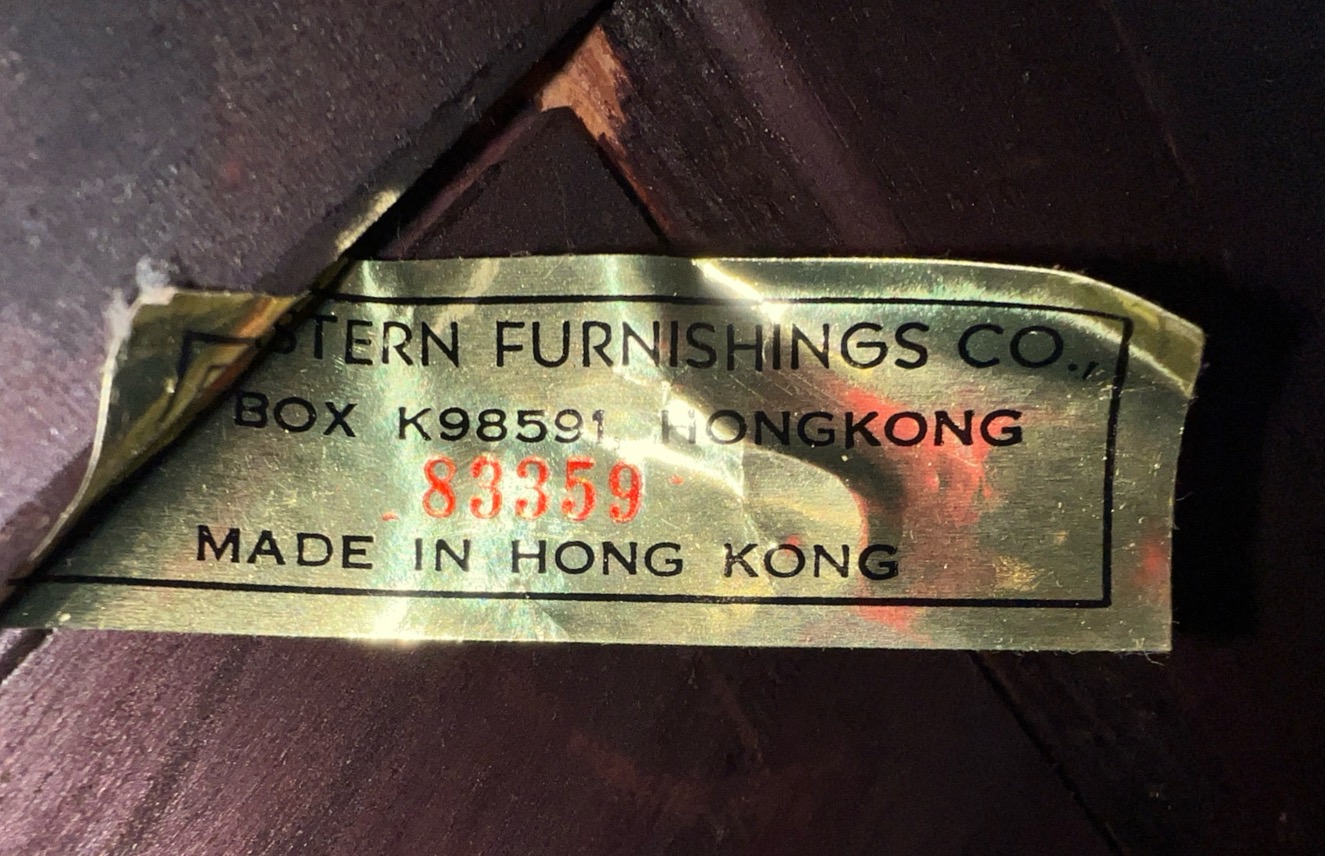 STERN FURNISHINGS CO.,
BOX K98591, HONGKONG
83359
MADE IN HONG KONG